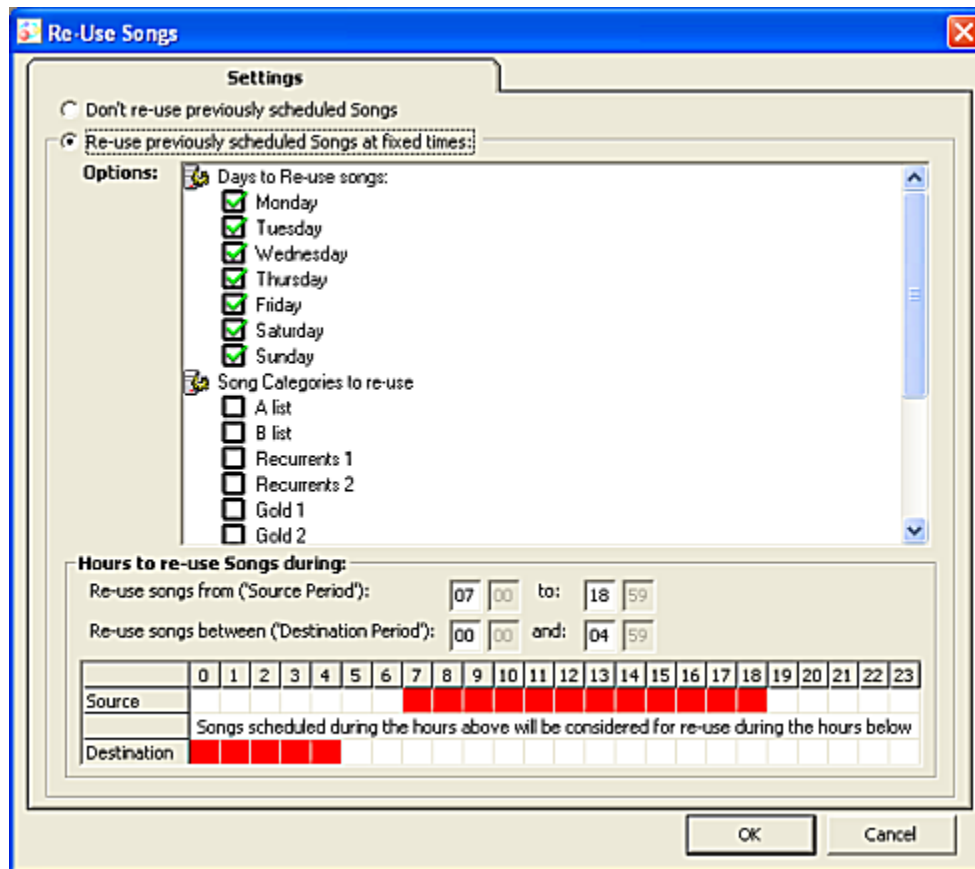 Re-Use Songs
Settings
Don't re-use previously scheduled Songs
Re-use previously scheduled Songs at fixed times:
Options:
Days to Re-use songs:
Monday
Tuesday
Wednesday
Thursday
Friday
Saturday
Sunday
Song Categories to re-use
A list
B list
Recurrents 1
Recurrents 2
Gold 1
Gold 2
Hours to re-use Songs during:
Re-use songs from ('Source Period'): 07 00 to: 18 59
Re-use songs between ('Destination Period'): 00 00 and: 04 59
0 1 2 3 4 5 6 7 8 9 10 11 12 13 14 15 16 17 18 19 20 21 22 23
Source
Songs scheduled during the hours above will be considered for re-use during the hours below
Destination
OK Cancel